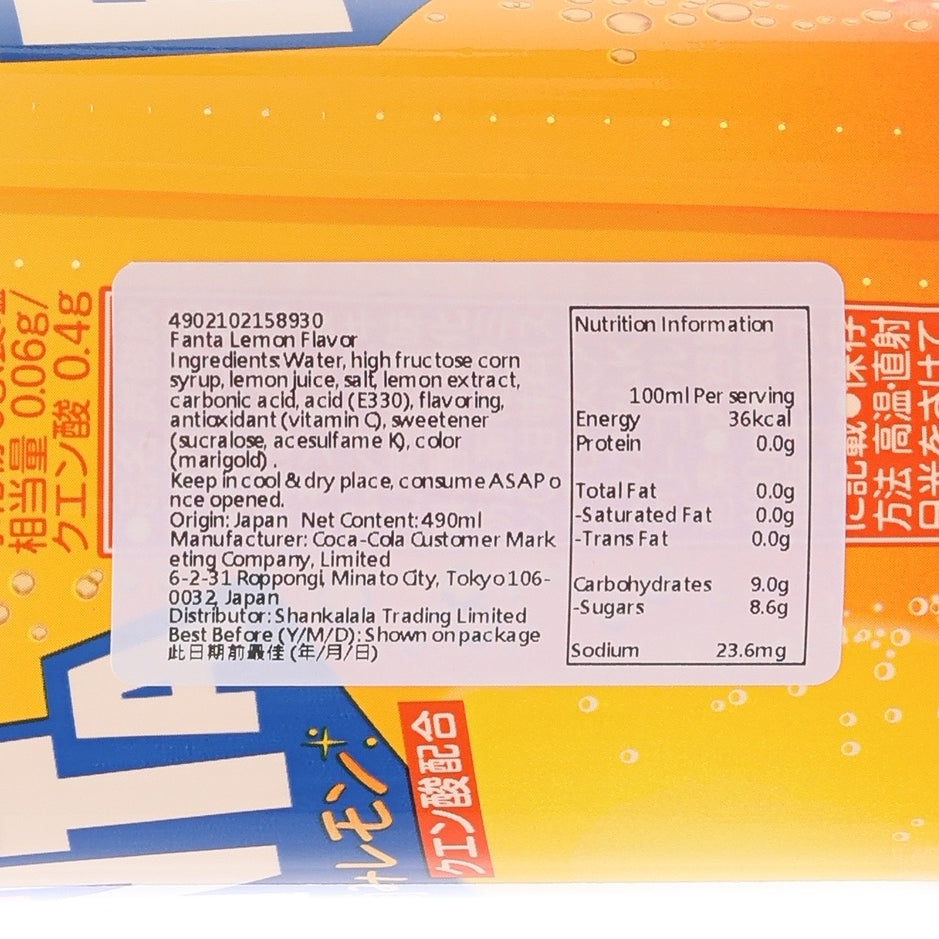 4902102158930
Fanta Lemon Flavor
Ingredients: Water, high fructose corn
syrup, lemon juice, salt, lemon extract,
carbonic acid, acid (E330), flavoring,
antioxidant (vitamin C), sweetener
(sucralose, acesulfame K), color
(marigold) .
Keep in cool & dry place, consume ASAP o
nce opened.
Origin: Japan Net Content: 490ml
Manufacturer: Coca-Cola Customer Mark
eting Company, Limited
6-2-31 Roppongi, Minato City, Tokyo 106-
0032, Japan
Distributor: Shankalala Trading Limited
Best Before (Y/M/D): Shown on package
此日期前最佳 (年/月/日)
Nutrition Information
100ml Per serving
Energy 36kcal
Protein 0.0g
Total Fat 0.0g
-Saturated Fat 0.0g
-Trans Fat 0.0g
Carbohydrates 9.0g
-Sugars 8.6g
Sodium 23.6mg
相当量 0.06g/
クエン酸 0.4g
に記載
方法 高温・直射
レモン
クエン酸配合